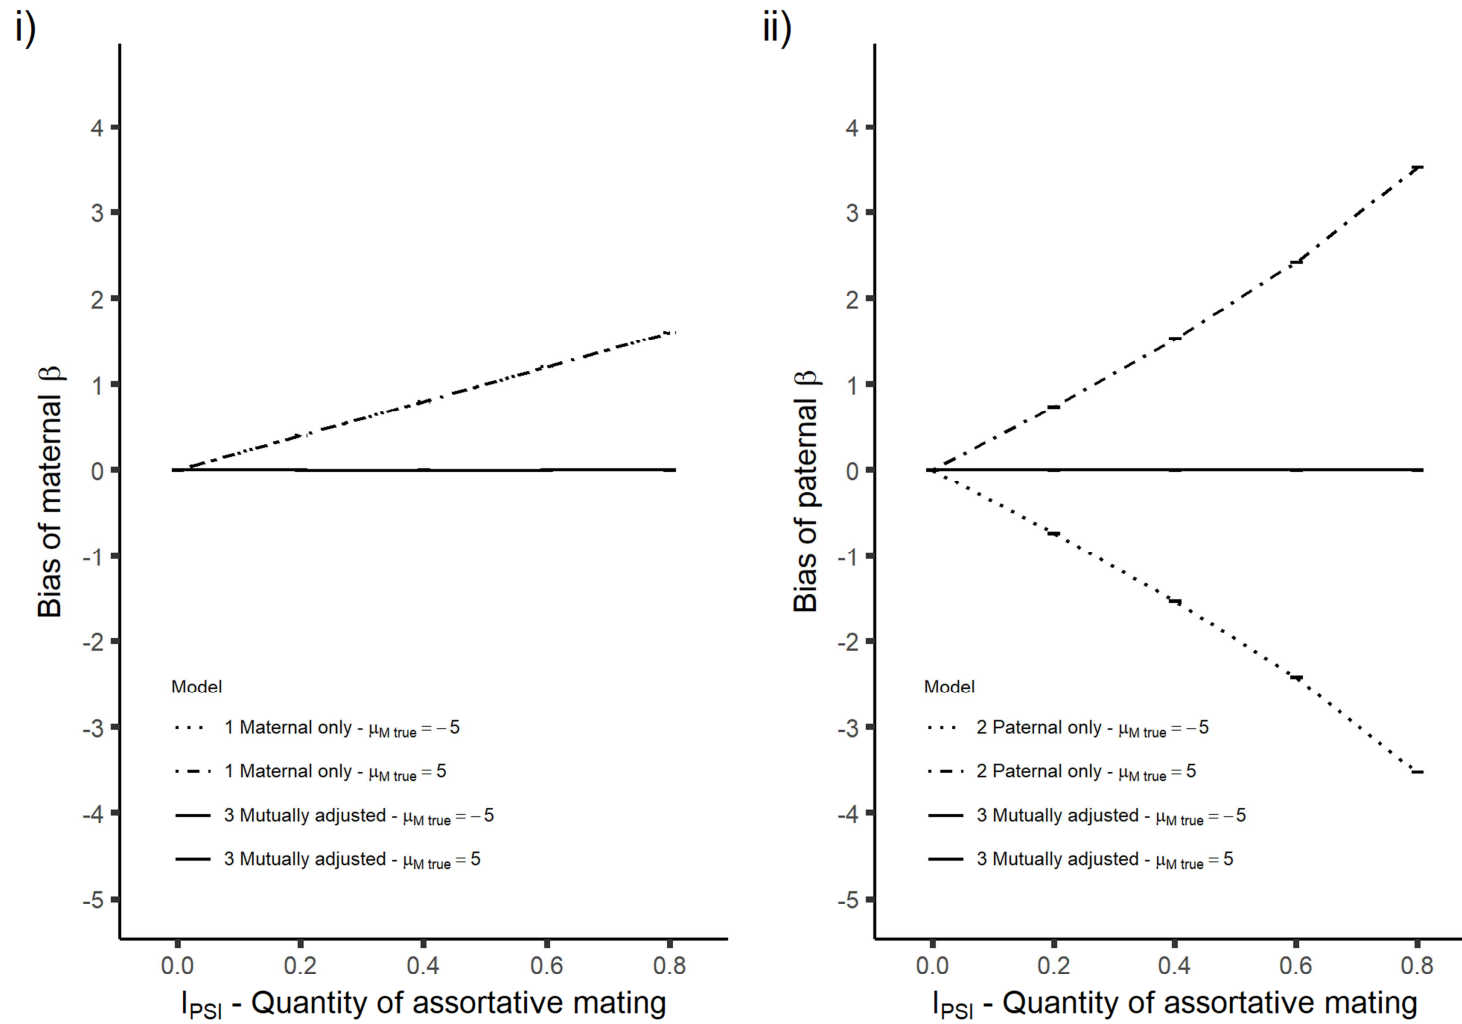 i)
Bias of maternal β
4
3
2
1
0
-1
-2
-3
-4
-5
Model
1 Maternal only - μM true = −5
1 Maternal only - μM true = 5
3 Mutually adjusted - μM true = −5
3 Mutually adjusted - μM true = 5
0.0 0.2 0.4 0.6 0.8
IPSI - Quantity of assortative mating
ii)
Bias of paternal β
4
3
2
1
0
-1
-2
-3
-4
-5
Model
2 Paternal only - μM true = −5
2 Paternal only - μM true = 5
3 Mutually adjusted - μM true = −5
3 Mutually adjusted - μM true = 5
0.0 0.2 0.4 0.6 0.8
IPSI - Quantity of assortative mating